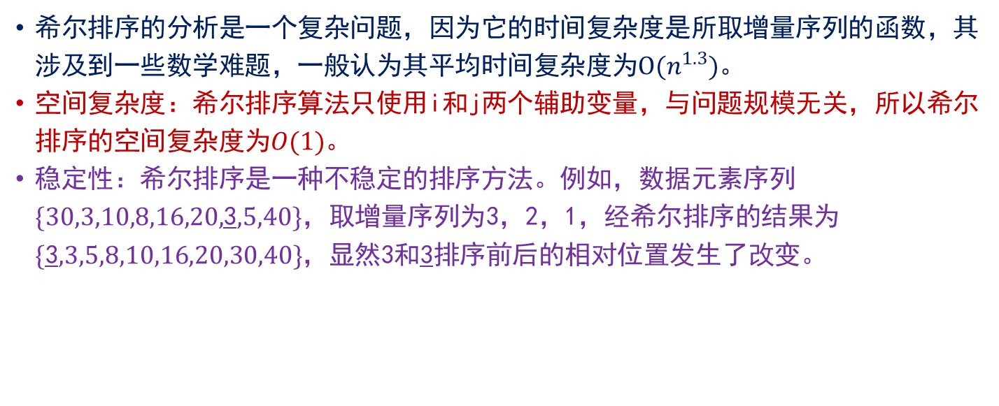 • 希尔排序的分析是一个复杂问题，因为它的时间复杂度是所取增量序列的函数，其
涉及到一些数学难题，一般认为其平均时间复杂度为O(n^1.3)。
• 空间复杂度：希尔排序算法只使用i和j两个辅助变量，与问题规模无关，所以希尔
排序的空间复杂度为O(1)。
• 稳定性：希尔排序是一种不稳定的排序方法。例如，数据元素序列
{30,3,10,8,16,20,3,5,40}，取增量序列为3，2，1，经希尔排序的结果为
{3,3,5,8,10,16,20,30,40}，显然3和3排序前后的相对位置发生了改变。